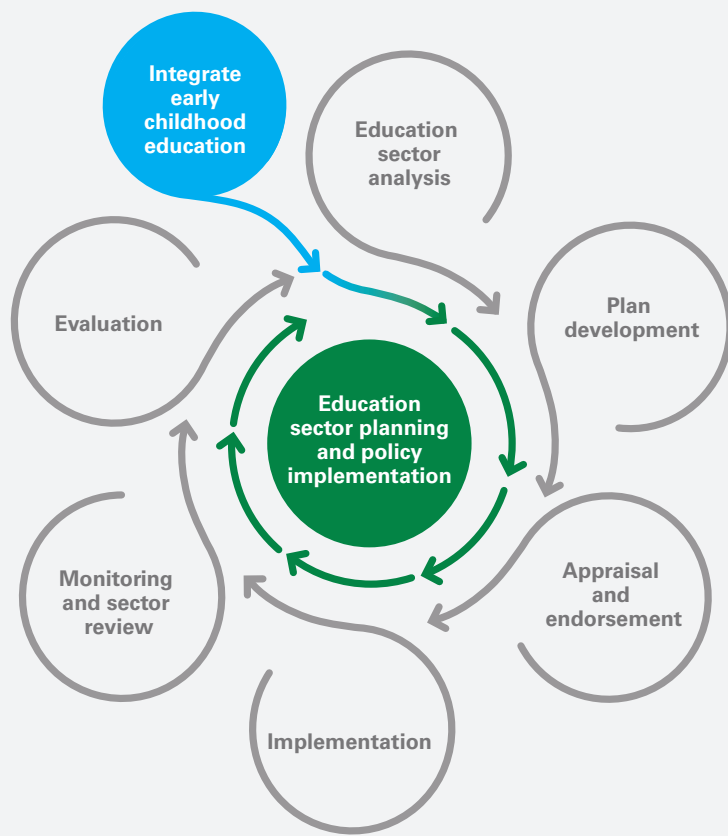 Integrate
early
childhood
education
Education
sector
analysis
Plan
development
Appraisal
and
endorsement
Implementation
Monitoring
and sector
review
Evaluation
Education
sector planning
and policy
implementation